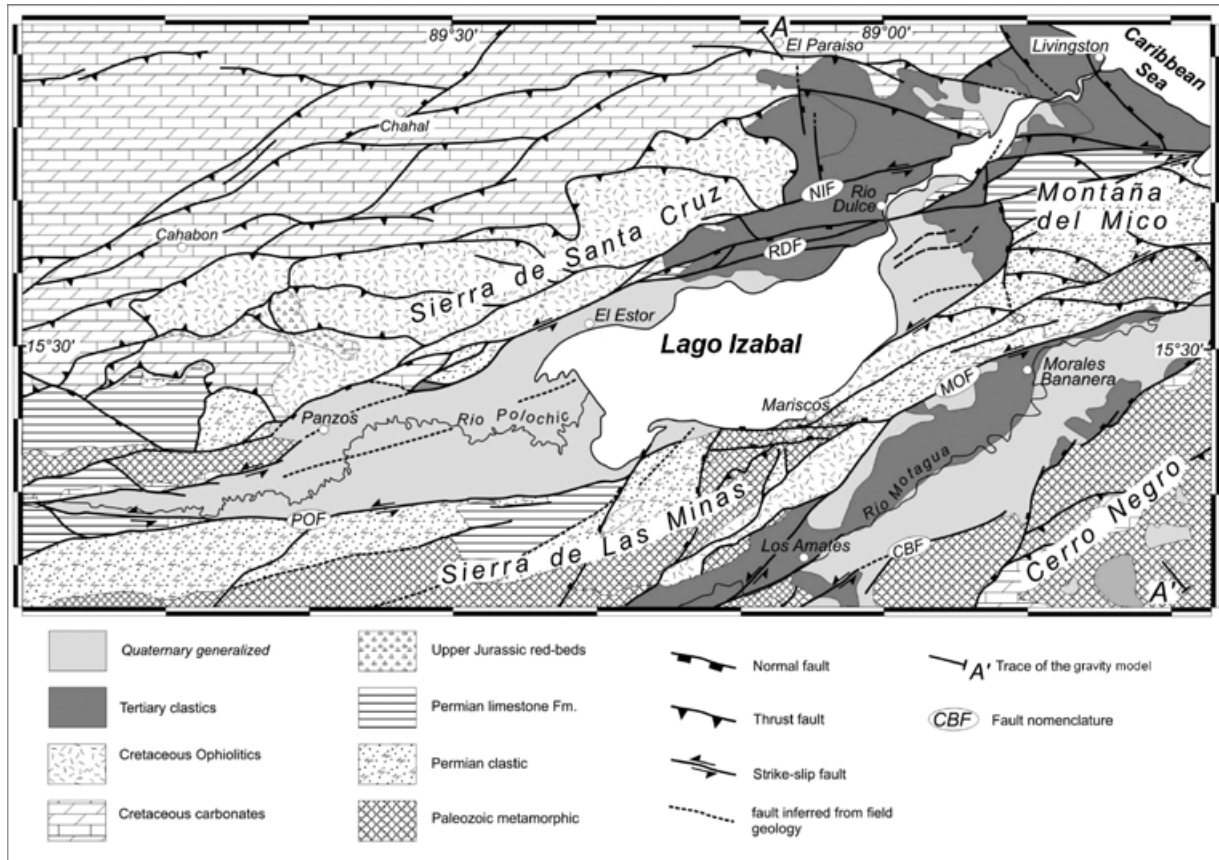 A
89°30'
89°00'
El Paraiso
Livingston
Caribbean
Sea
Chahal
NIF
Rio
Dulce
Montaña
del Mico
Cahabon
Sierra de Santa Cruz
RDF
El Estor
15°30'
Lago Izabal
15°30'
Morales
Bananera
MOF
Mariscos
Panzos
Rio Polochic
Rio Motagua
POF
Sierra de Las Minas
Los Amates
CBF
Cerro Negro
A'
Quaternary generalized
Tertiary clastics
Cretaceous Ophiolitics
Cretaceous carbonates
Upper Jurassic red-beds
Permian limestone Fm.
Permian clastic
Paleozoic metamorphic
Normal fault
Thrust fault
Strike-slip fault
fault inferred from field
geology
A' Trace of the gravity model
CBF Fault nomenclature